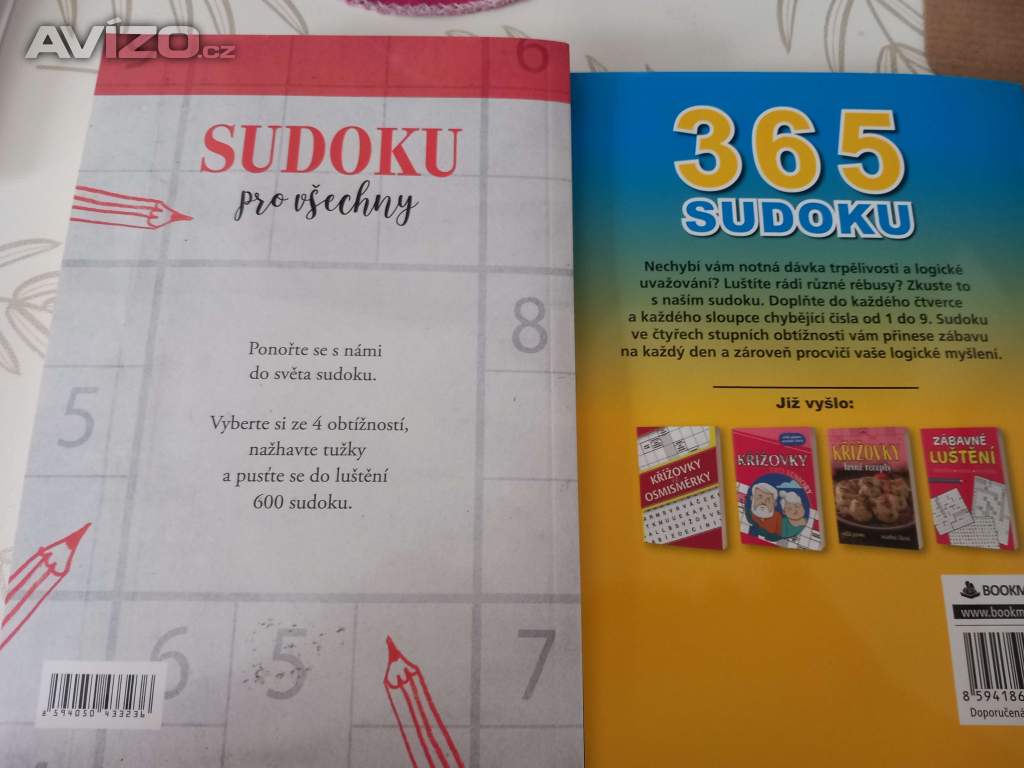 AVÍZO.cz
6
SUDOKU
pro všechny
8
Ponořte se s námi
do světa sudoku.
5
Vyberte si ze 4 obtížností,
nažhavte tužky
a pusťte se do luštění
600 sudoku.
6 5 7
8 594050 433236
365
SUDOKU
Nechybí vám notná dávka trpělivosti a logické
uvažování? Luštíte rádi různé rébusy? Zkuste to
s naším sudoku. Doplňte do každého čtverce
a každého sloupce chybějící čísla od 1 do 9. Sudoku
ve čtyřech stupních obtížnosti vám přinese zábavu
na každý den a zároveň procvičí vaše logické myšlení.
Již vyšlo:
KŘÍŽOVKY
OSMISMĚRKY
KŘÍŽOVKY
KŘÍŽOVKY
ZÁBAVNÉ
LUŠTĚNÍ
BOOKM
www.bookm
8 594186
Doporučená